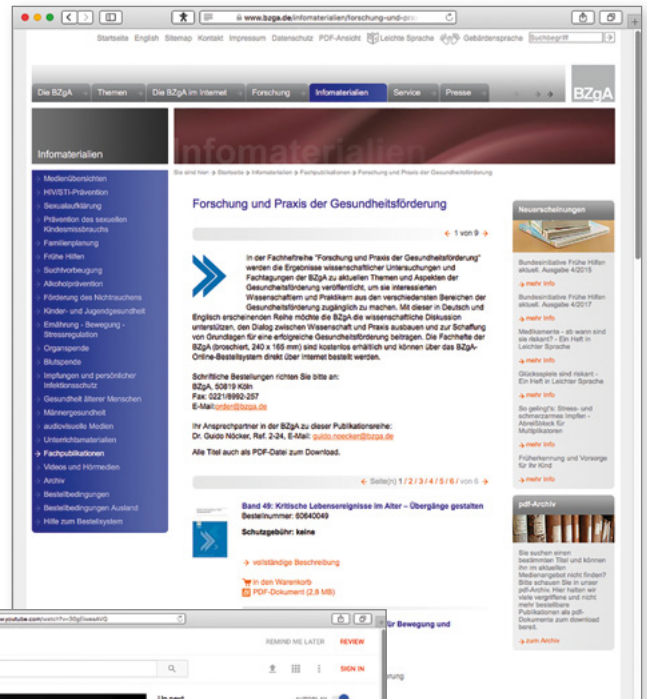 www.bzga.de/infomaterialien/forschung-und-pra
Startseite English Sitemap Kontakt Impressum Datenschutz PDF-Ansicht Leichte Sprache Gebärdensprache Suchbegriff
Die BZgA Themen Die BZgA im Internet Forschung Infomaterialien Service Presse
BZgA
Infomaterialien
Infomaterialien
Sie sind hier: Startseite Infomaterialien Fachpublikationen Forschung und Praxis der Gesundheitsförderung
Medienübersichten
HIV/STI-Prävention
Sexualaufklärung
Prävention des sexuellen
Kindesmissbrauchs
Familienplanung
Frühe Hilfen
Suchtvorbeugung
Alkoholprävention
Förderung des Nichtrauchens
Kinder- und Jugendgesundheit
Ernährung - Bewegung -
Stressregulation
Organspende
Blutspende
Impfungen und persönlicher
Infektionsschutz
Gesundheit älterer Menschen
Männergesundheit
audiovisuelle Medien
Unterrichtsmaterialien
Fachpublikationen
Videos und Hörmedien
Archiv
Bestellbedingungen
Bestellbedingungen Ausland
Hilfe zum Bestellsystem
Forschung und Praxis der Gesundheitsförderung
← 1 von 9 →
In der Fachheftreihe "Forschung und Praxis der Gesundheitsförderung"
werden die Ergebnisse wissenschaftlicher Untersuchungen und
Fachtagungen der BZgA zu aktuellen Themen und Aspekten der
Gesundheitsförderung veröffentlicht, um sie interessierten
Wissenschaftlern und Praktikern aus den verschiedensten Bereichen der
Gesundheitsförderung zugänglich zu machen. Mit dieser in Deutsch und
Englisch erscheinenden Reihe möchte die BZgA die wissenschaftliche Diskussion
unterstützen, den Dialog zwischen Wissenschaft und Praxis ausbauen und zur Schaffung
von Grundlagen für eine erfolgreiche Gesundheitsförderung beitragen. Die Fachhefte der
BZgA (broschiert, 240 x 165 mm) sind kostenlos erhältlich und können über das BZgA-
Online-Bestellsystem direkt über Internet bestellt werden.
Schriftliche Bestellungen richten Sie bitte an:
BZgA, 50819 Köln
Fax: 0221/8992-257
E-Mail: order@bzga.de
Ihr Ansprechpartner in der BZgA zu dieser Publikationsreihe:
Dr. Guido Nöcker, Ref. 2-24, E-Mail: guido.noecker@bzga.de
Alle Titel auch als PDF-Datei zum Download.
← Seite(n) 1 / 2 / 3 / 4 / 5 / 6 / von 6 →
Band 49: Kritische Lebensereignisse im Alter – Übergänge gestalten
Bestellnummer: 60640049
Schutzgebühr: keine
→ vollständige Beschreibung
in den Warenkorb
PDF-Dokument (2,8 MB)
für Bewegung und
Neuerscheinungen
Bundesinitiative Frühe Hilfen
aktuell. Ausgabe 4/2015
→ mehr Info
Bundesinitiative Frühe Hilfen
aktuell. Ausgabe 4/2017
→ mehr Info
Medikamente - ab wann sind
sie riskant? - Ein Heft in
Leichter Sprache
→ mehr Info
Glücksspiele sind riskant -
Ein Heft in Leichter Sprache
→ mehr Info
So gelingt's: Stress- und
schmerzarmes Impfen -
Abreißblock für
Multiplikatoren
→ mehr Info
Früherkennung und Vorsorge
für Ihr Kind
→ mehr Info
pdf-Archiv
Sie suchen einen
bestimmten Titel und können
ihn im aktuellen
Medienangebot nicht finden?
Bitte schauen Sie in unser
pdf-Archiv. Hier halten wir
viele vergriffene und nicht
mehr bestellbare
Publikationen als pdf-
Dokumente zum download
bereit.
→ zum Archiv
REMIND ME LATER REVIEW
SIGN IN
Up next
AUTOPLAY